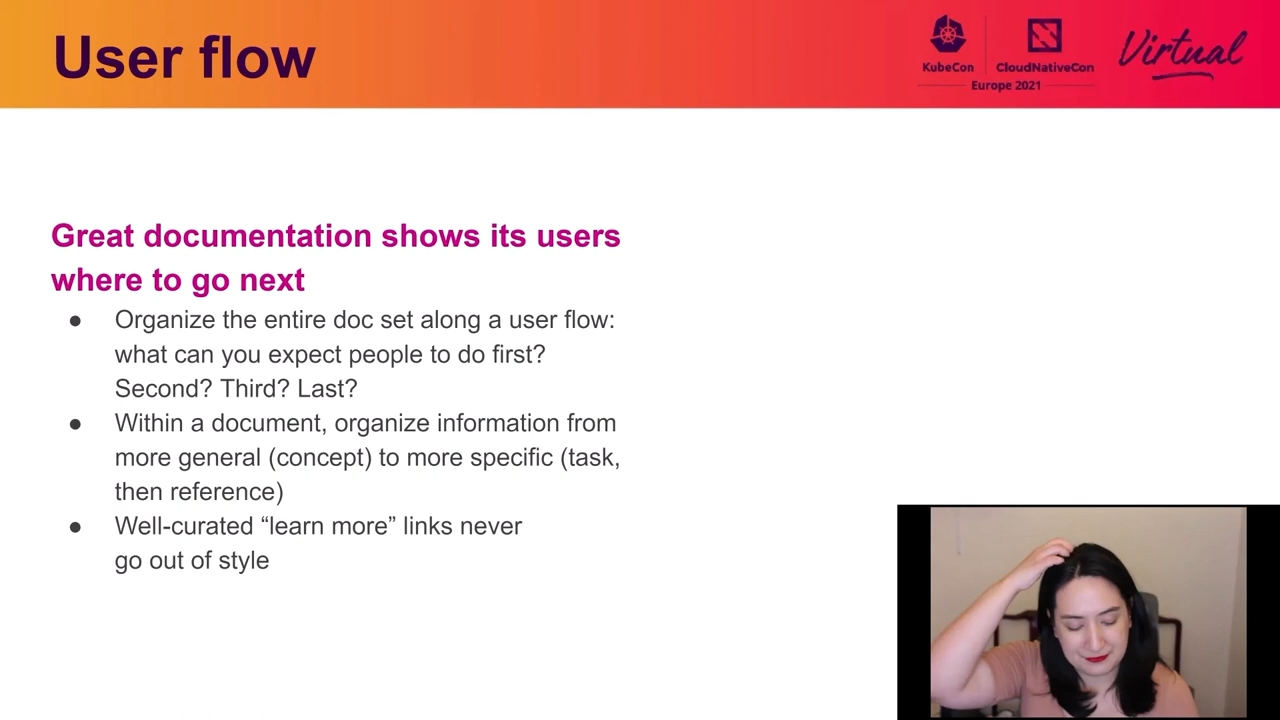 User flow
KubeCon
CloudNativeCon
Europe 2021
Virtual
Great documentation shows its users
where to go next
● Organize the entire doc set along a user flow:
what can you expect people to do first?
Second? Third? Last?
● Within a document, organize information from
more general (concept) to more specific (task,
then reference)
● Well-curated “learn more” links never
go out of style